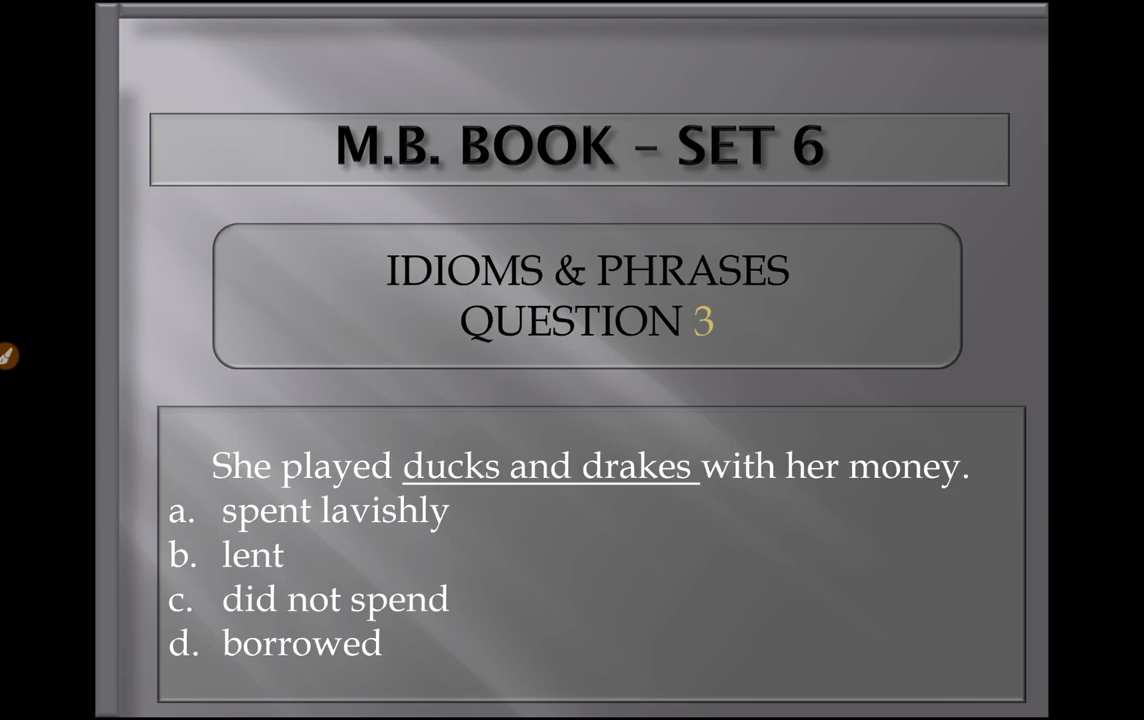 M.B. BOOK – SET 6
IDIOMS & PHRASES
QUESTION 3
She played ducks and drakes with her money.
a. spent lavishly
b. lent
c. did not spend
d. borrowed